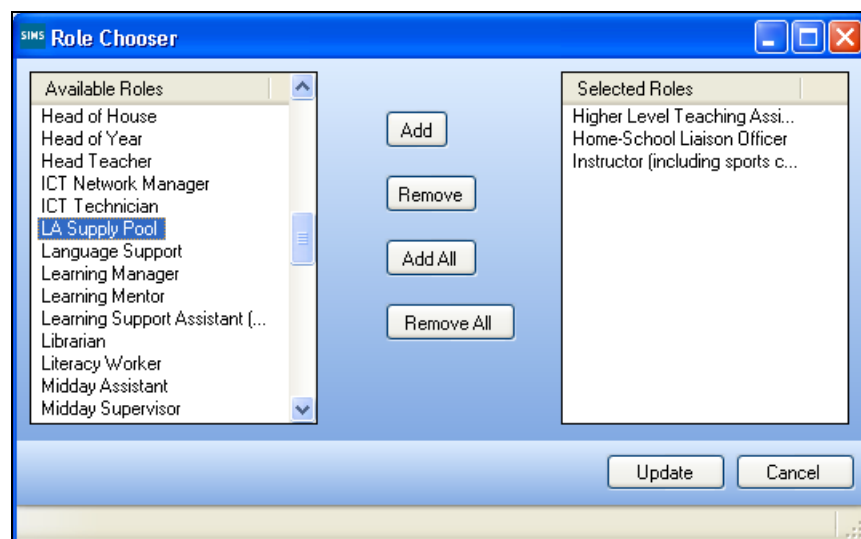 SIMS Role Chooser
Available Roles
Head of House
Head of Year
Head Teacher
ICT Network Manager
ICT Technician
LA Supply Pool
Language Support
Learning Manager
Learning Mentor
Learning Support Assistant (...
Librarian
Literacy Worker
Midday Assistant
Midday Supervisor
Add
Remove
Add All
Remove All
Selected Roles
Higher Level Teaching Assi...
Home-School Liaison Officer
Instructor (including sports c...
Update
Cancel